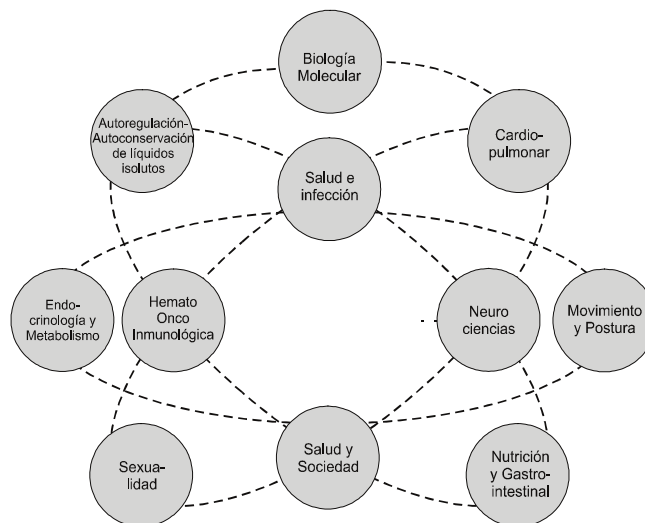 Biología
Molecular
Autoregulación-
Autoconservación
de líquidos
isolutos
Cardio-
pulmonar
Salud e
infección
Endo-
crinología y
Metabolismo
Hemato
Onco
Inmunológica
Neuro
ciencias
Movimiento
y Postura
Sexua-
lidad
Salud y
Sociedad
Nutrición
y Gastro-
intestinal